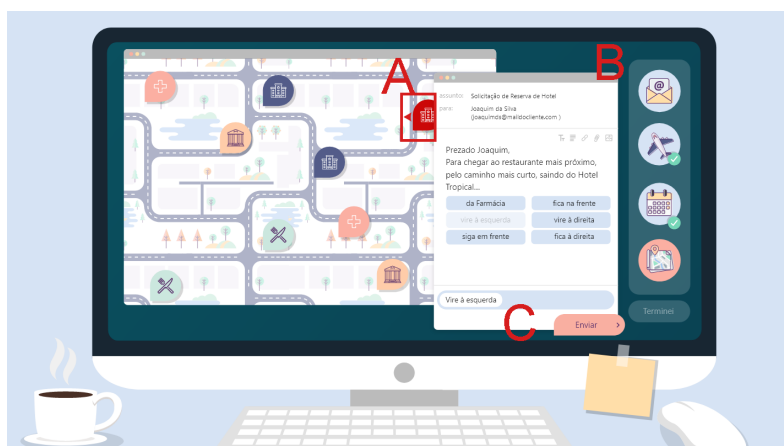 A
B
assunto: Solicitação de Reserva de Hotel
para: Joaquim da Silva
(joaquimds@maildocliente.com )
Prezado Joaquim,
Para chegar ao restaurante mais próximo,
pelo caminho mais curto, saindo do Hotel
Tropical...
da Farmácia fica na frente
vire à esquerda vire à direita
siga em frente fica à direita
Vire à esquerda
C
Enviar
Terminei